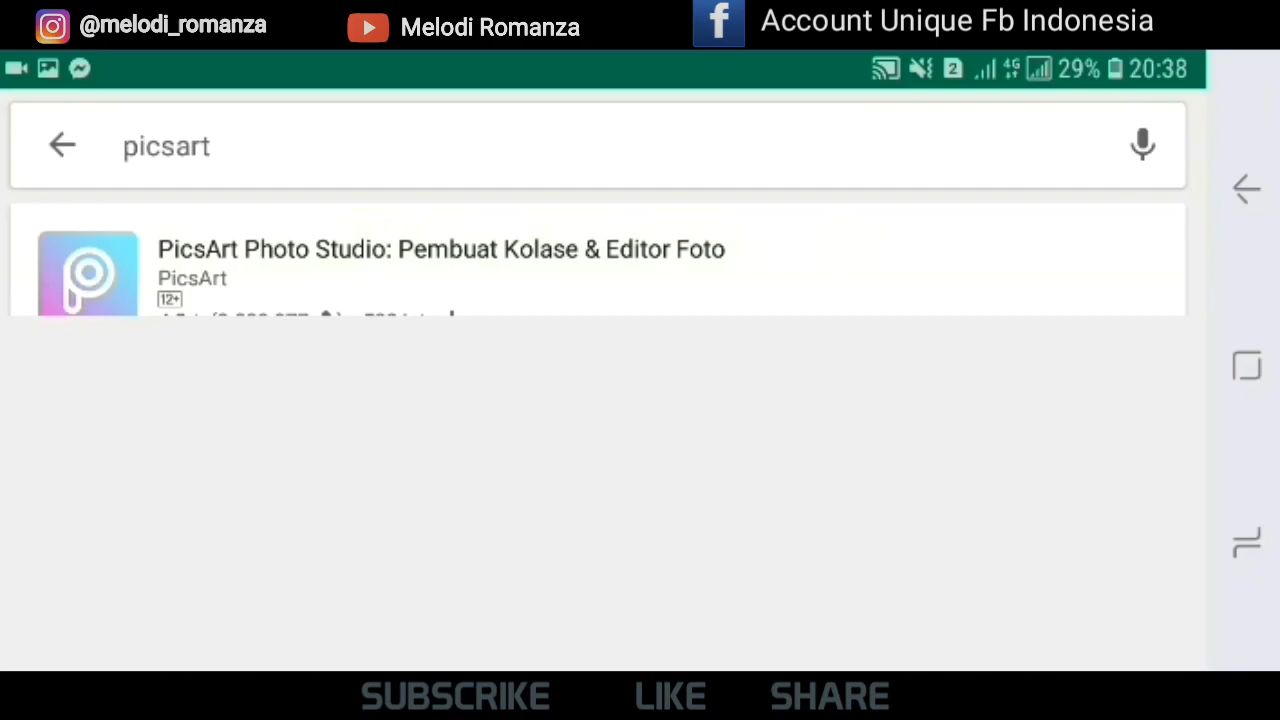 @melodi_romanza
Melodi Romanza
Account Unique Fb Indonesia
2 4G 29% 20:38
picsart
PicsArt Photo Studio: Pembuat Kolase & Editor Foto
PicsArt
12+
SUBSCRIKE LIKE SHARE